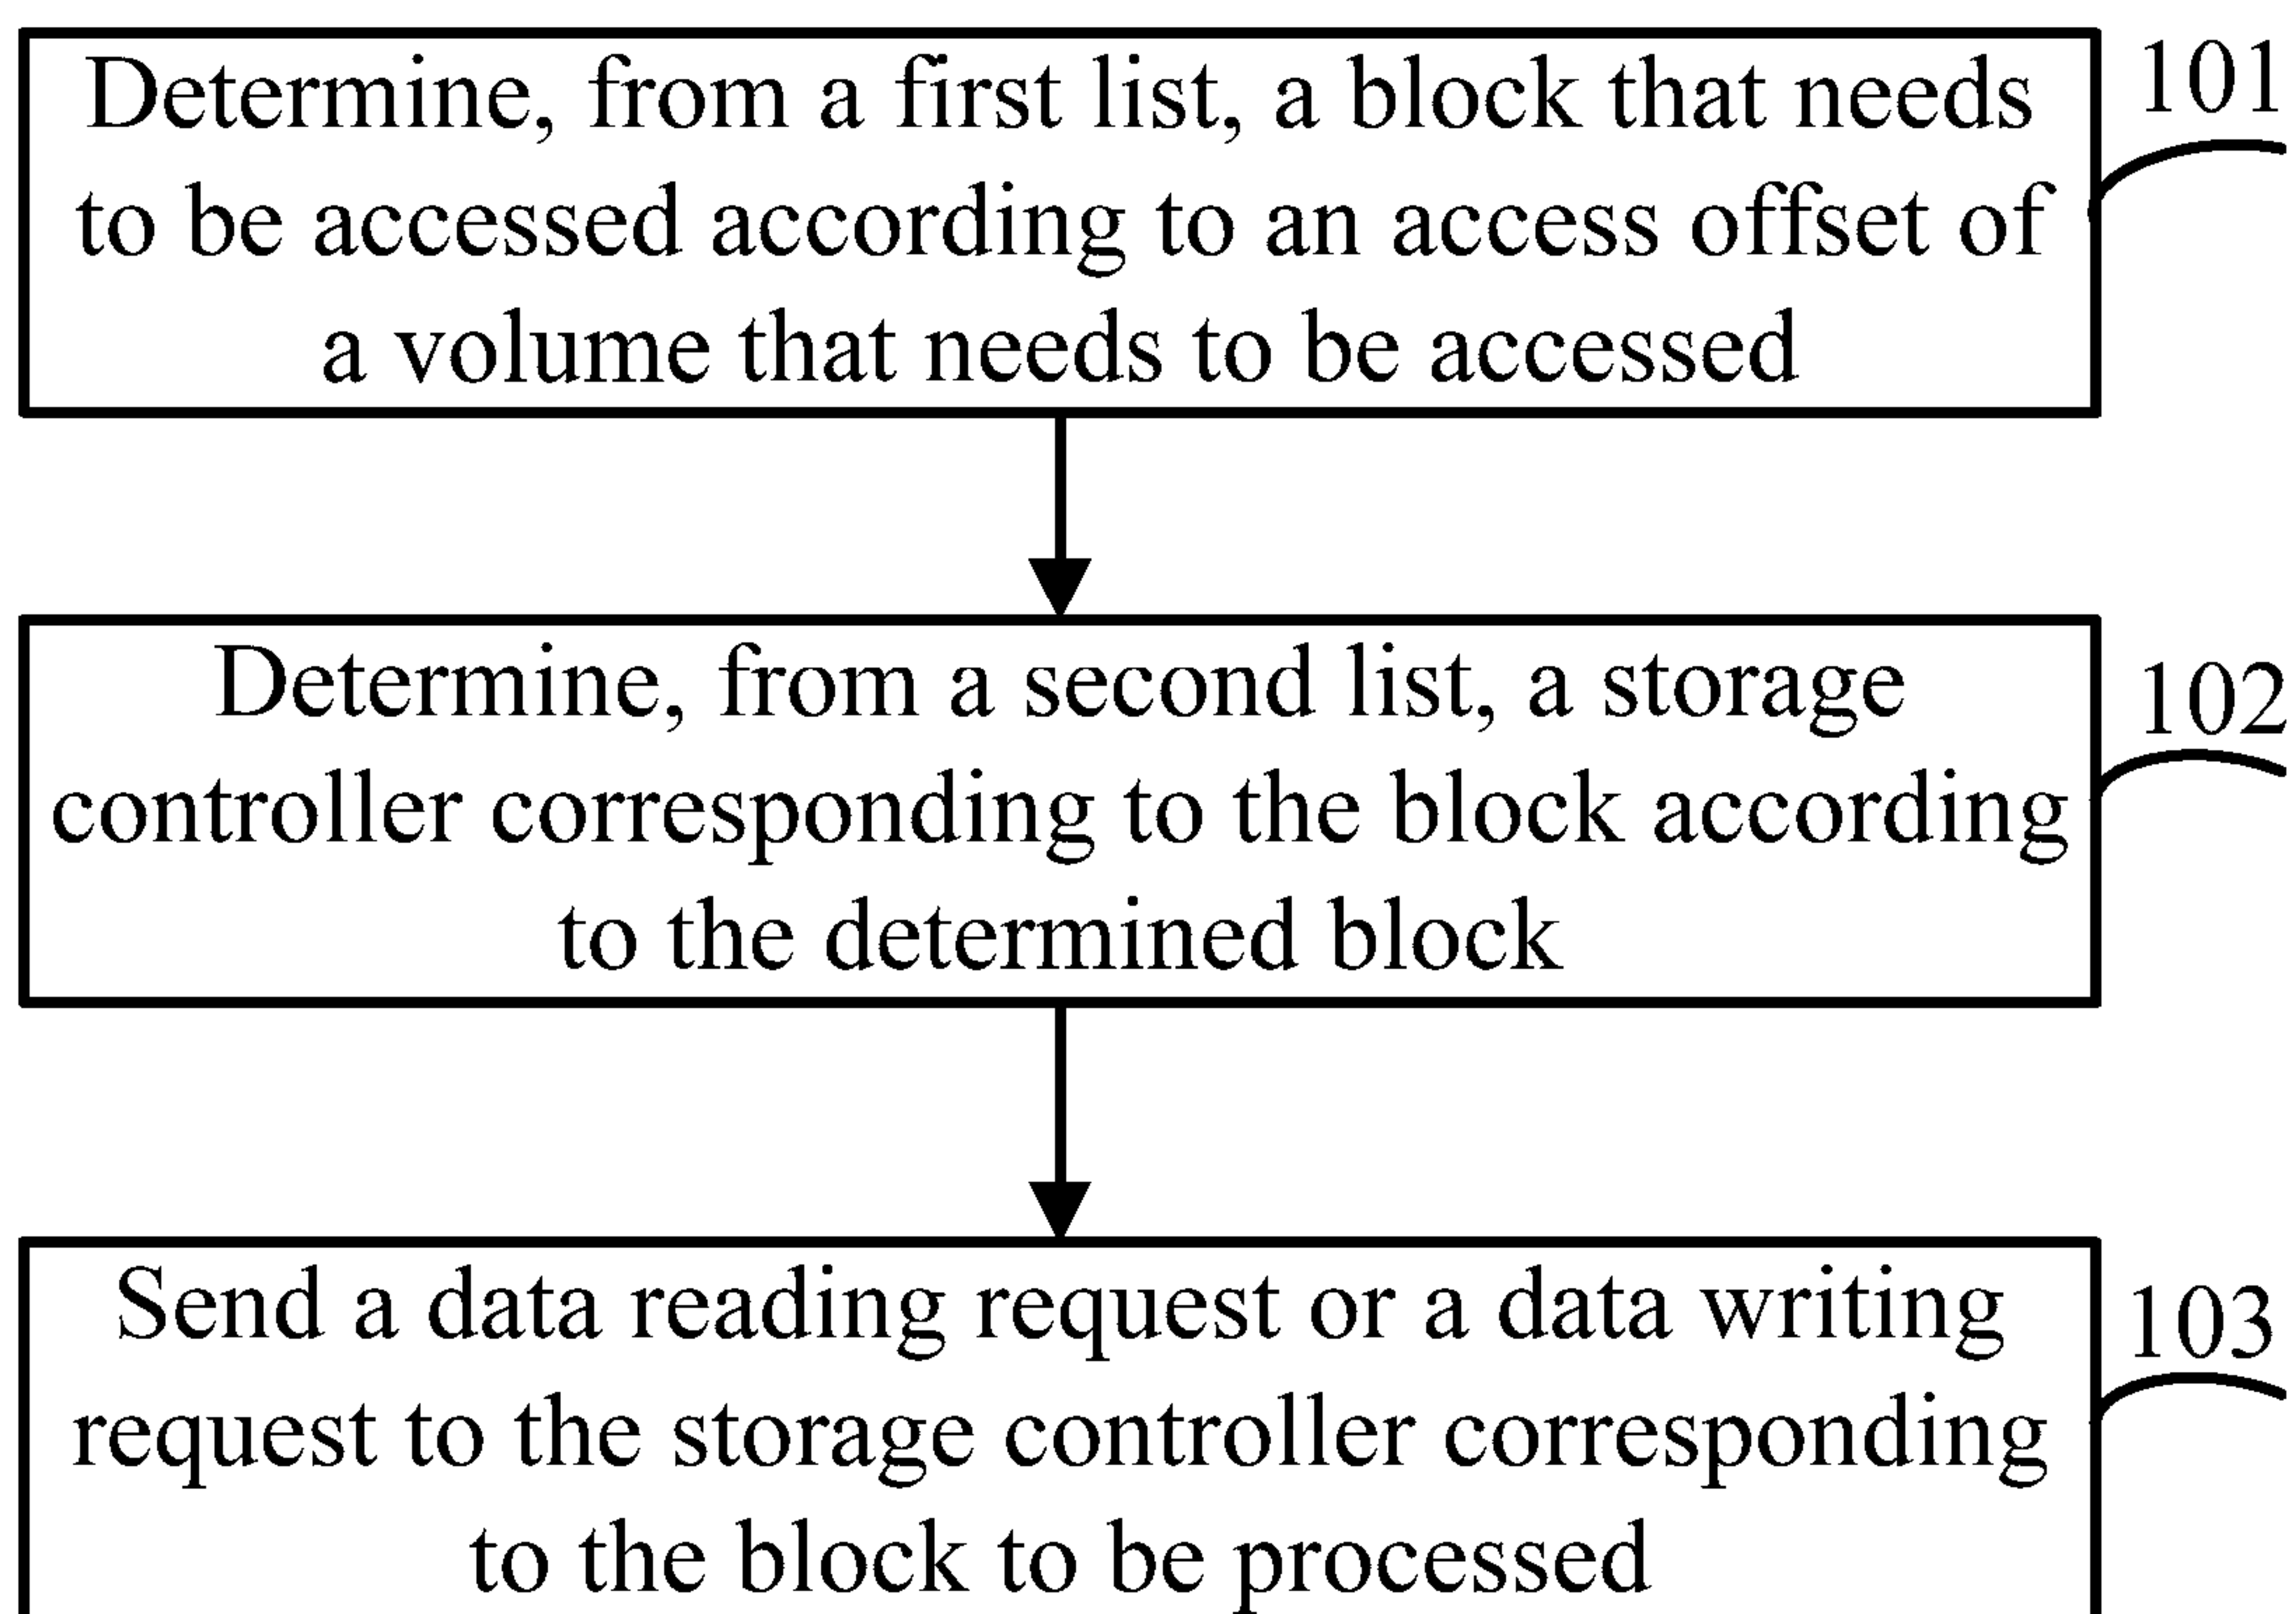 Determine, from a first list, a block that needs
to be accessed according to an access offset of
a volume that needs to be accessed
101
Determine, from a second list, a storage
controller corresponding to the block according
to the determined block
102
Send a data reading request or a data writing
request to the storage controller corresponding
to the block to be processed
103